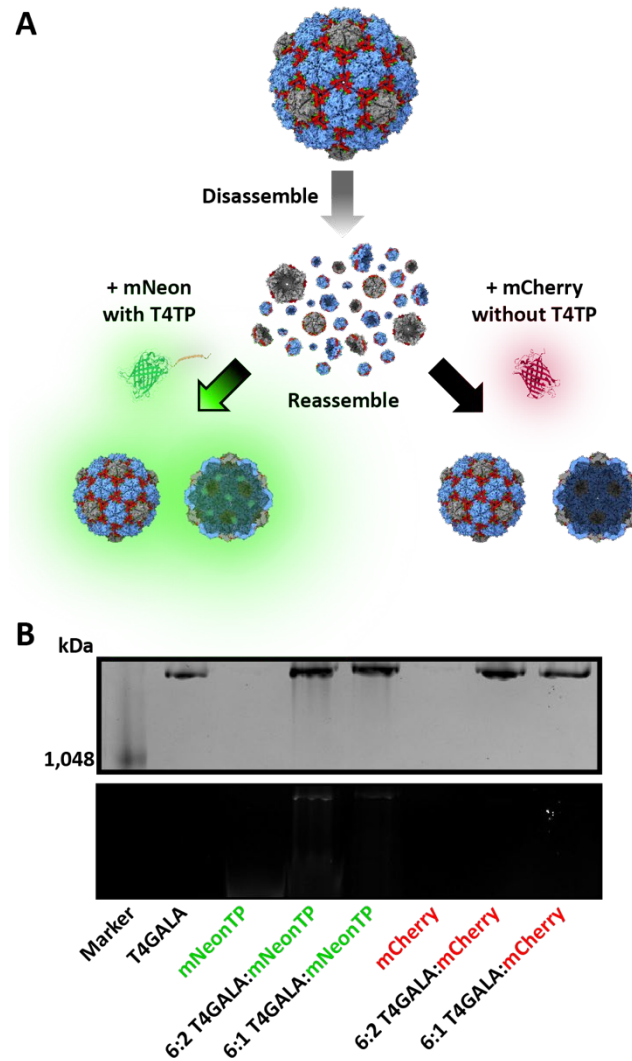 A
Disassemble
+ mNeon
with T4TP
+ mCherry
without T4TP
Reassemble
B
kDa
1,048
Marker
T4GALA
mNeonTP
6:2 T4GALA:mNeonTP
6:1 T4GALA:mNeonTP
mCherry
6:2 T4GALA:mCherry
6:1 T4GALA:mCherry